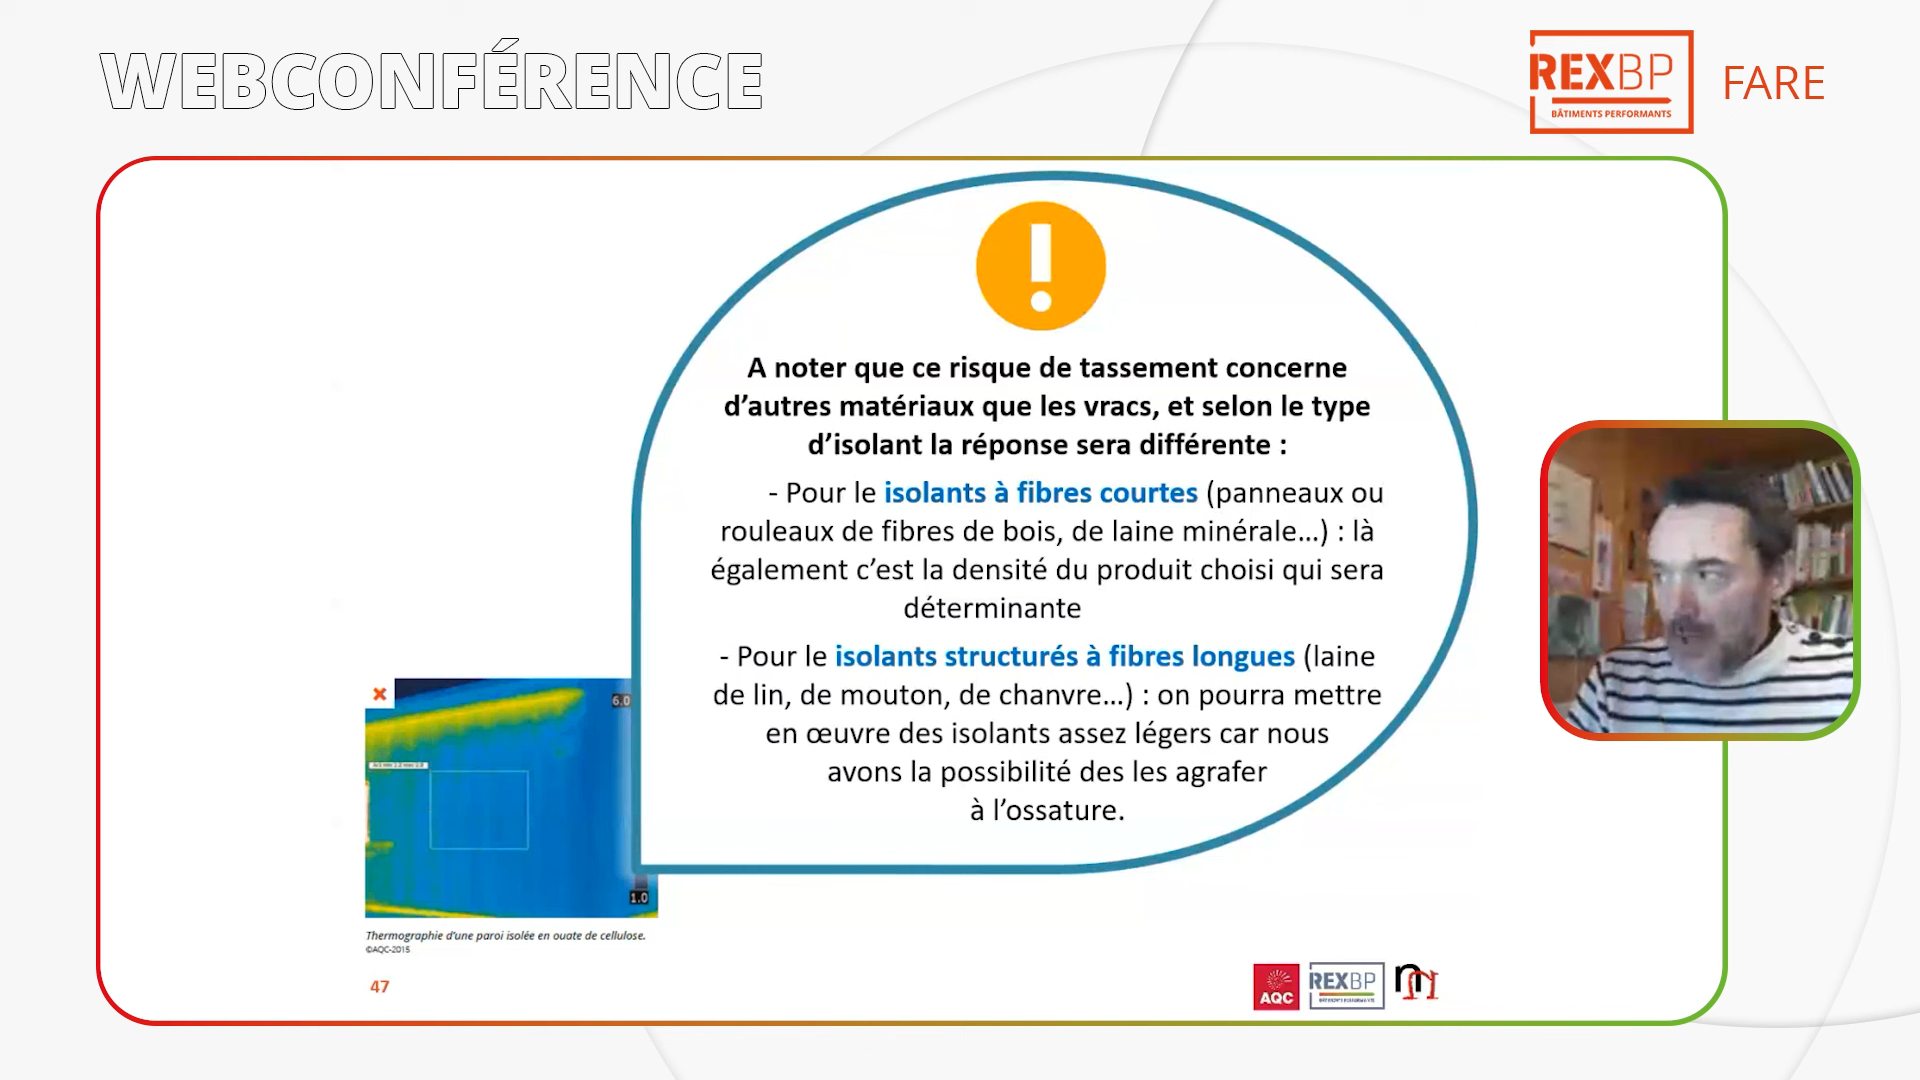 WEBCONFÉRENCE
REXBP
BÂTIMENTS PERFORMANTS
FARE
A noter que ce risque de tassement concerne
d’autres matériaux que les vracs, et selon le type
d’isolant la réponse sera différente :
- Pour le isolants à fibres courtes (panneaux ou
rouleaux de fibres de bois, de laine minérale…) : là
également c’est la densité du produit choisi qui sera
déterminante
- Pour le isolants structurés à fibres longues (laine
de lin, de mouton, de chanvre…) : on pourra mettre
en œuvre des isolants assez légers car nous
avons la possibilité des les agrafer
à l’ossature.
6.0
1.0
Thermographie d’une paroi isolée en ouate de cellulose.
©AQC-2015
47
AQC
REXBP